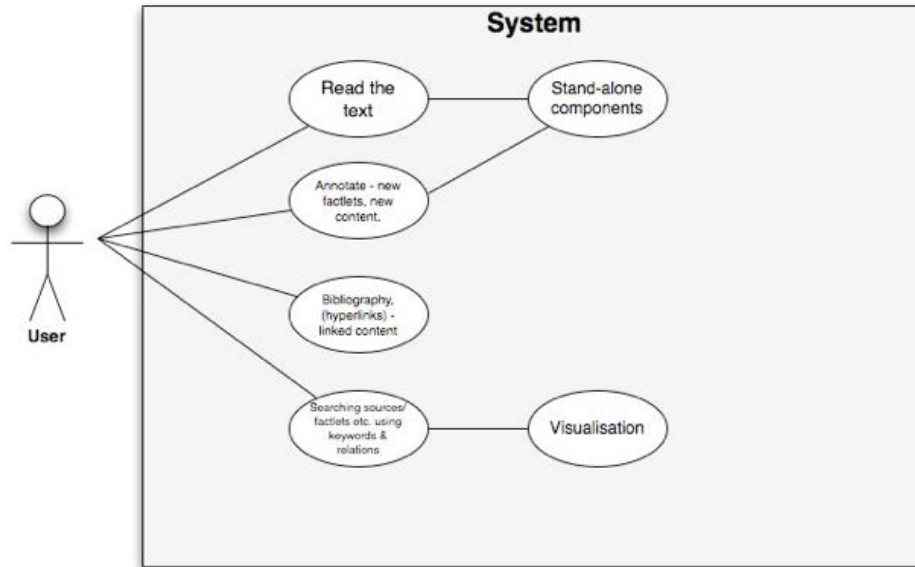 System
Read the
text
Stand-alone
components
Annotate - new
factlets, new
content.
Bibliography,
(hyperlinks) -
linked content
User
Searching sources/
factlets etc. using
keywords &
relations
Visualisation